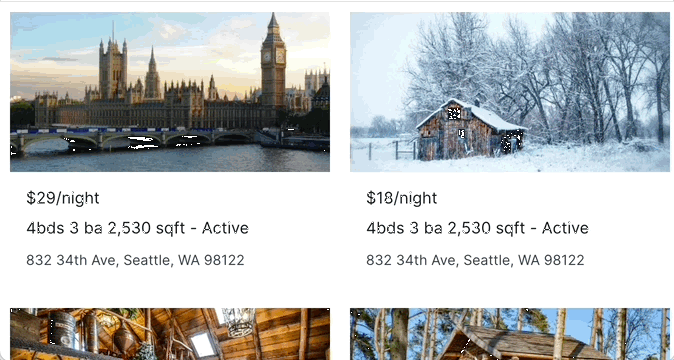 $29/night
4bds 3 ba 2,530 sqft - Active
832 34th Ave, Seattle, WA 98122
$18/night
4bds 3 ba 2,530 sqft - Active
832 34th Ave, Seattle, WA 98122